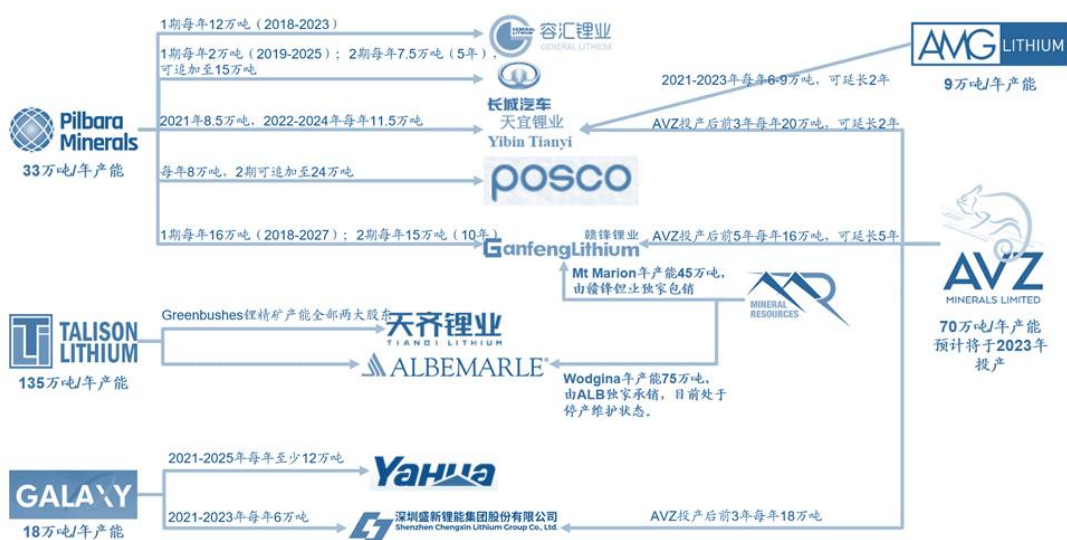 1期每年12万吨（2018-2023）
容汇锂业
GENERAL LITHIUM
AMG LITHIUM
9万吨/年产能
1期每年2万吨（2019-2025）；2期每年7.5万吨（5年），
可追加至15万吨
长城汽车
2021-2023年每年6-9万吨，可延长2年
Pilbara
Minerals
33万吨/年产能
2021年8.5万吨，2022-2024年每年11.5万吨
天宜锂业
Yibin Tianyi
AVZ投产后前3年每年20万吨，可延长2年
每年8万吨，2期可追加至24万吨
posco
1期每年16万吨（2018-2027）；2期每年15万吨（10年）
赣锋锂业
GanfengLithium
AVZ投产后前5年每年16万吨，可延长5年
AVZ
MINERALS LIMITED
70万吨/年产能
预计将于2023年
投产
Mt Marion年产能45万吨，
由赣锋锂业独家包销
MINERAL
RESOURCES
TALISON
LITHIUM
135万吨/年产能
Greenbushes锂精矿产能全部两大股东
天齐锂业
TIANQI LITHIUM
ALBEMARLE
Wodgina年产能75万吨，
由ALB独家承销，目前处于
停产维护状态。
GALAXY
18万吨/年产能
2021-2025年每年至少12万吨
Yahua
2021-2023年每年6万吨
深圳盛新锂能集团股份有限公司
Shenzhen Chengxin Lithium Group Co., Ltd.
AVZ投产后前3年每年18万吨